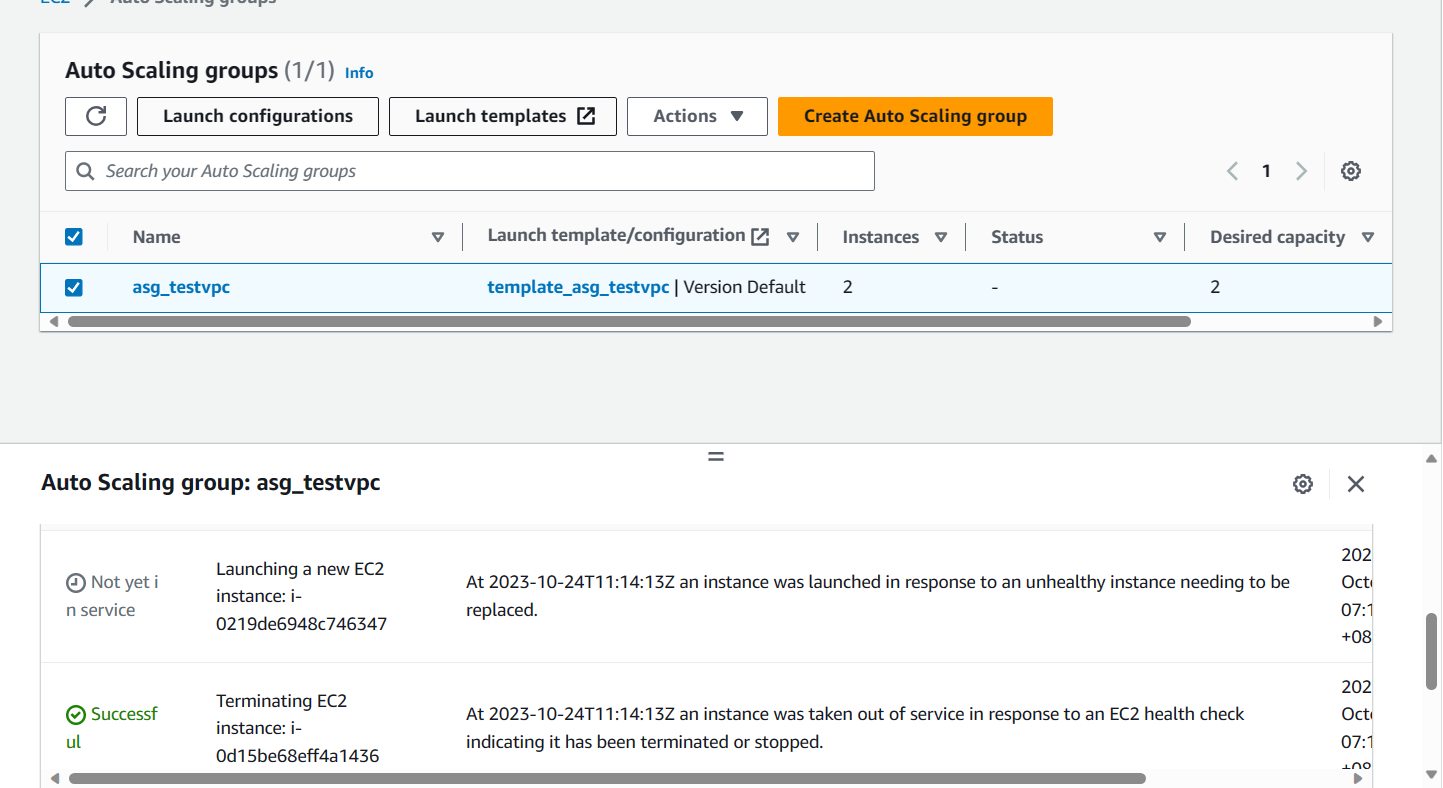 EC2 Auto Scaling groups
Auto Scaling groups (1/1) Info
Launch configurations Launch templates Actions Create Auto Scaling group
Search your Auto Scaling groups 1
Name Launch template/configuration Instances Status Desired capacity
asg_testvpc template_asg_testvpc | Version Default 2 - 2
Auto Scaling group: asg_testvpc
Not yet i
n service
Launching a new EC2
instance: i-
0219de6948c746347
At 2023-10-24T11:14:13Z an instance was launched in response to an unhealthy instance needing to be
replaced.
202
Octo
07:1
+08
Successf
ul
Terminating EC2
instance: i-
0d15be68eff4a1436
At 2023-10-24T11:14:13Z an instance was taken out of service in response to an EC2 health check
indicating it has been terminated or stopped.
202
Octo
07:1
+08